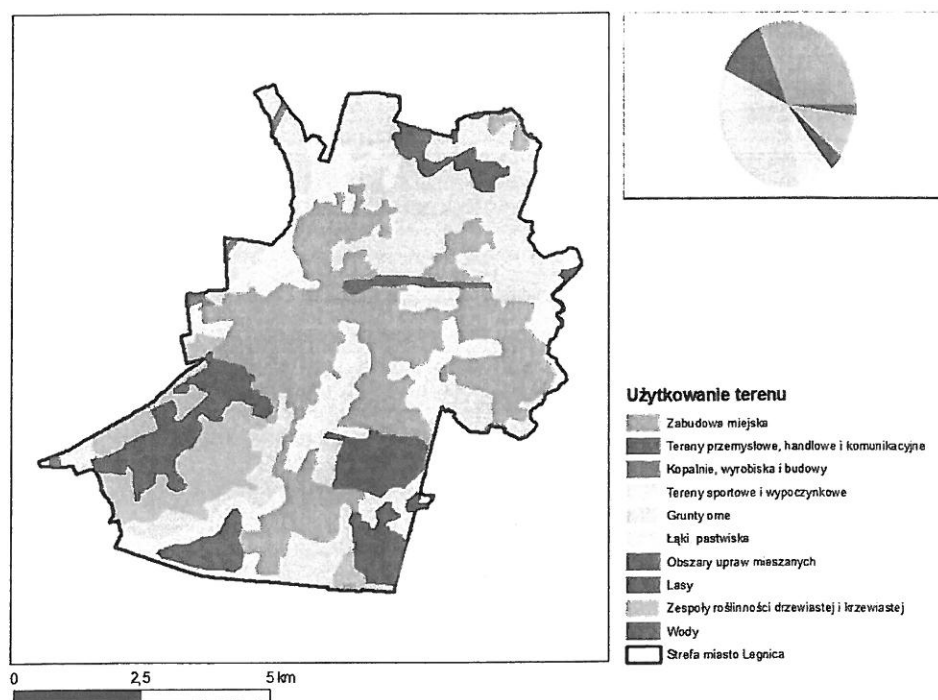 Użytkowanie terenu
Zabudowa miejska
Tereny przemysłowe, handlowe i komunikacyjne
Kopalnie, wyrobiska i budowy
Tereny sportowe i wypoczynkowe
Grunty orne
Łąki pastwiska
Obszary upraw mieszanych
Lasy
Zespoły roślinności drzewiastej i krzewiastej
Wody
Strefa miasto Legnica
0 2,5 5 km